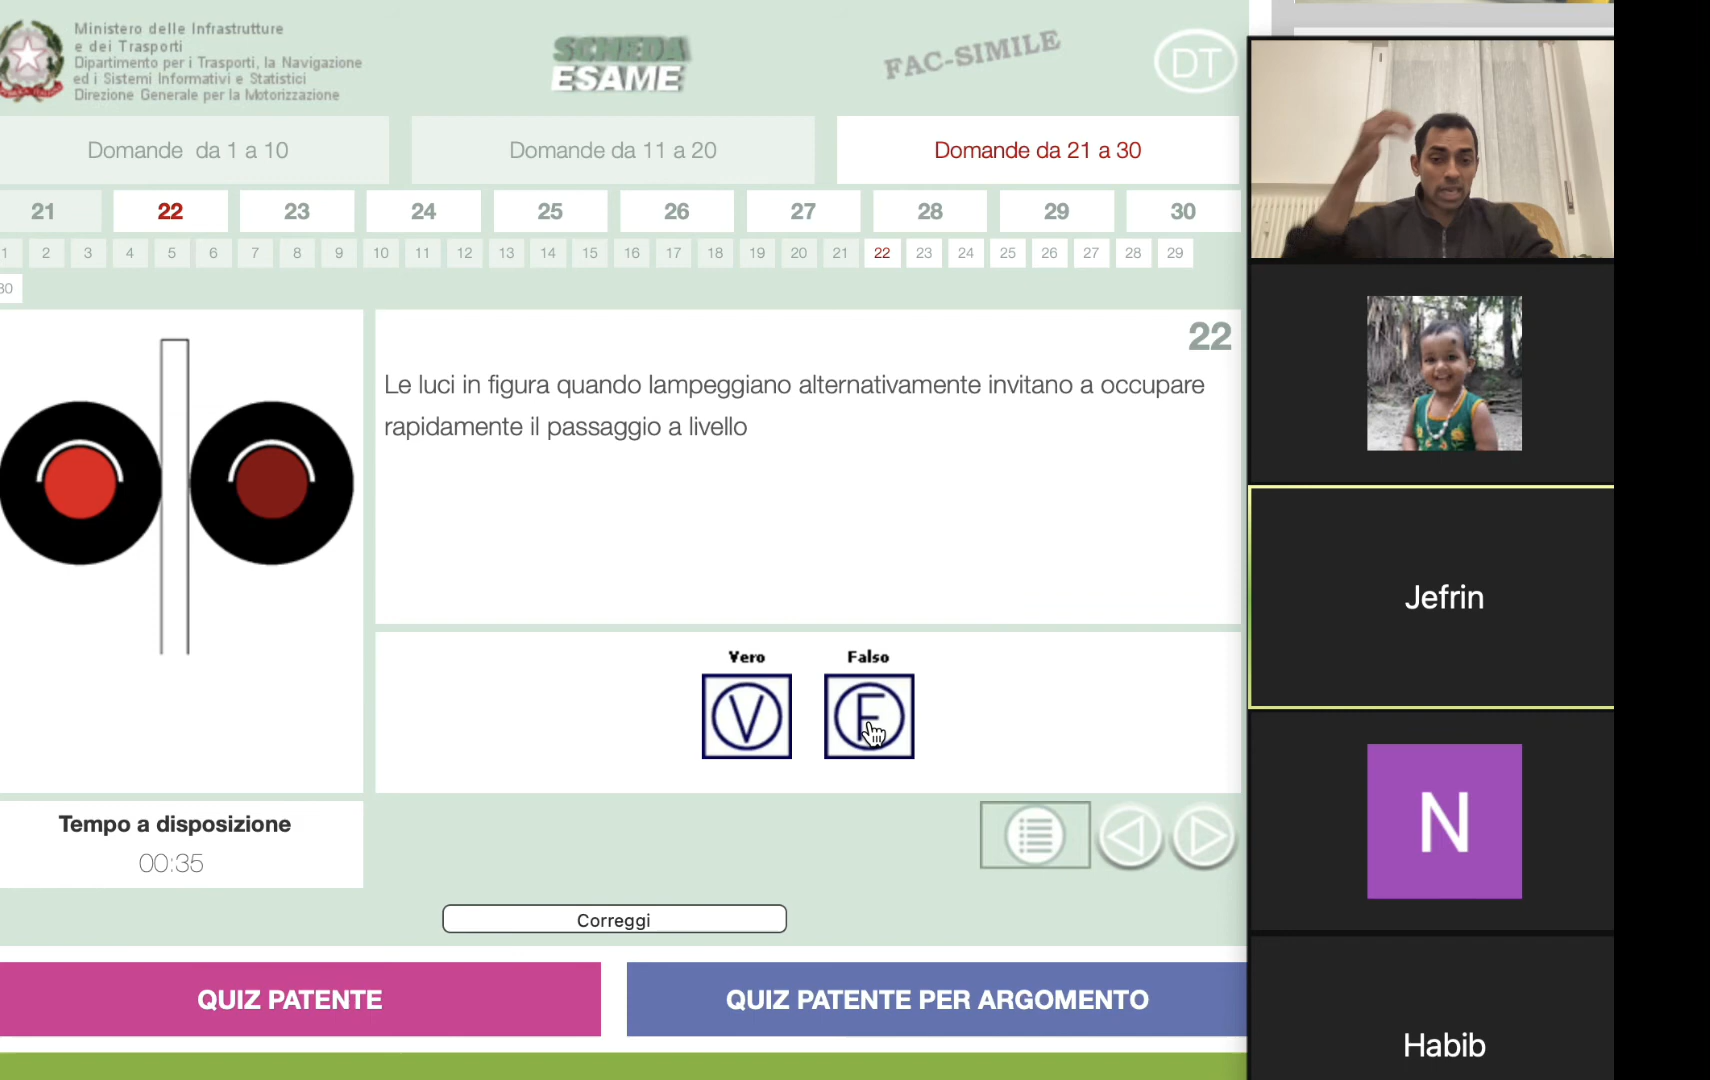 Ministero delle Infrastrutture
e dei Trasporti
Dipartimento per i Trasporti, la Navigazione
ed i Sistemi Informativi e Statistici
Direzione Generale per la Motorizzazione
SCHEDA
ESAME
FAC-SIMILE
DT
Domande da 1 a 10
Domande da 11 a 20
Domande da 21 a 30
21 22 23 24 25 26 27 28 29 30
1 2 3 4 5 6 7 8 9 10 11 12 13 14 15 16 17 18 19 20 21 22 23 24 25 26 27 28 29
30
22
Le luci in figura quando lampeggiano alternativamente invitano a occupare
rapidamente il passaggio a livello
Vero Falso
V F
Tempo a disposizione
00:35
Correggi
QUIZ PATENTE
QUIZ PATENTE PER ARGOMENTO
Jefrin
N
Habib